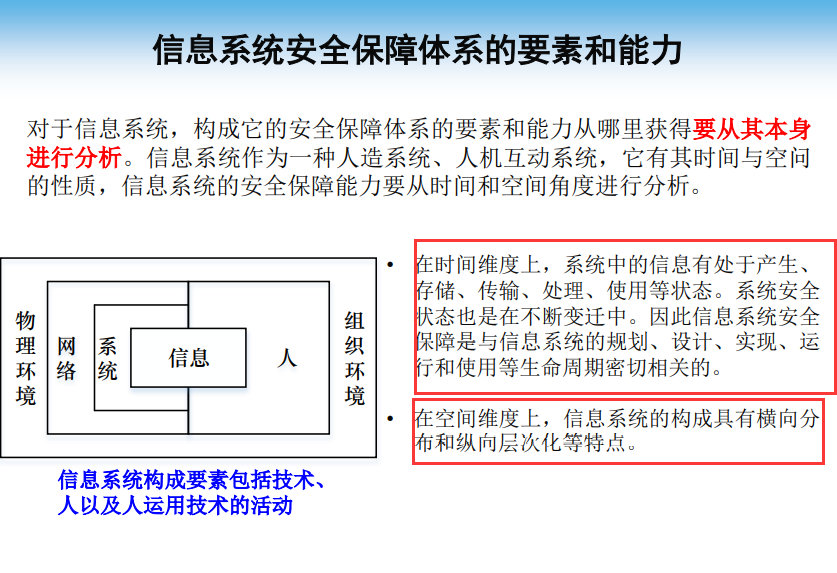 信息系统安全保障体系的要素和能力
对于信息系统，构成它的安全保障体系的要素和能力从哪里获得要从其本身
进行分析。信息系统作为一种人造系统、人机互动系统，它有其时间与空问
的性质，信息系统的安全保障能力要从时间和空间角度进行分析。
物理环境
网络
系统
信息
人
组织环境
信息系统构成要素包括技术、
人以及人运用技术的活动
• 在时间维度上，系统中的信息有处于产生、
存储、传输、处理、使用等状态。系统安全
状态也是在不断变迁中。因此信息系统安全
保障是与信息系统的规划、设计、实现、运
行和使用等生命周期密切相关的。
• 在空间维度上，信息系统的构成具有横向分
布和纵向层次化等特点。